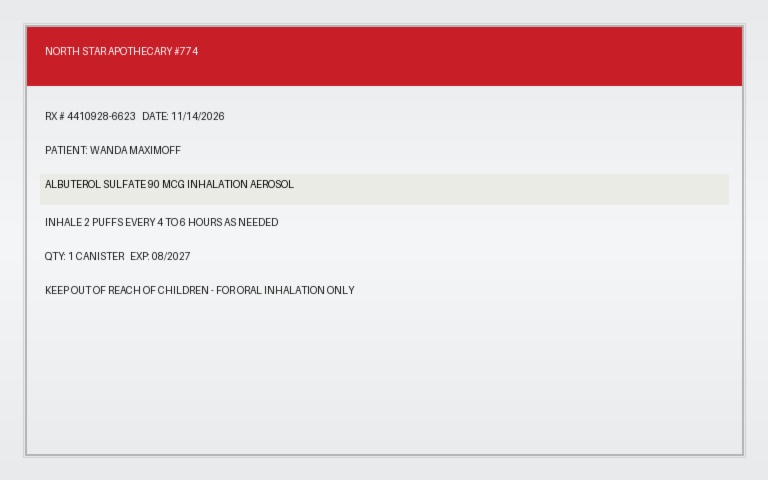 NORTH STAR APOTHECARY #774
RX # 4410928-6623 DATE: 11/14/2026
PATIENT: WANDA MAXIMOFF
ALBUTEROL SULFATE 90 MCG INHALATION AEROSOL
INHALE 2 PUFFS EVERY 4 TO 6 HOURS AS NEEDED
QTY: 1 CANISTER EXP: 08/2027
KEEP OUT OF REACH OF CHILDREN - FOR ORAL INHALATION ONLY